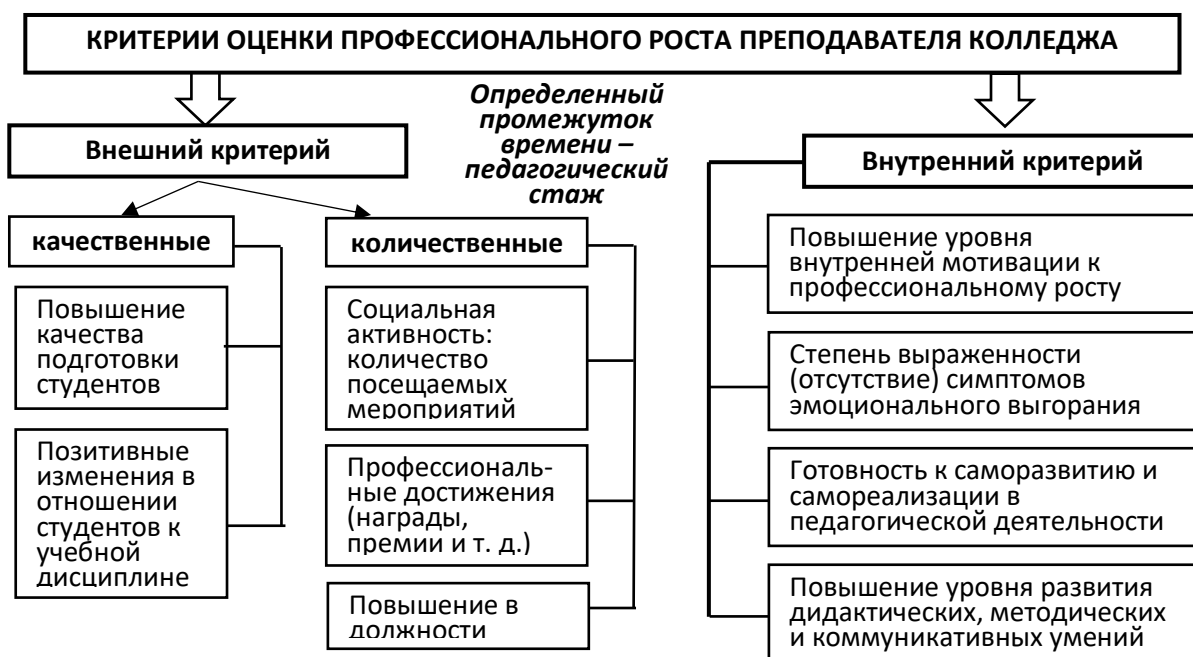 КРИТЕРИИ ОЦЕНКИ ПРОФЕССИОНАЛЬНОГО РОСТА ПРЕПОДАВАТЕЛЯ КОЛЛЕДЖА
Определенный
промежуток
времени –
педагогический
стаж
Внешний критерий
качественные
Повышение
качества
подготовки
студентов
Позитивные
изменения в
отношении
студентов к
учебной
дисциплине
количественные
Социальная
активность:
количество
посещаемых
мероприятий
Профессиональ-
ные достижения
(награды,
премии и т. д.)
Повышение в
должности
Внутренний критерий
Повышение уровня
внутренней мотивации к
профессиональному росту
Степень выраженности
(отсутствие) симптомов
эмоционального выгорания
Готовность к саморазвитию и
самореализации в
педагогической деятельности
Повышение уровня развития
дидактических, методических
и коммуникативных умений